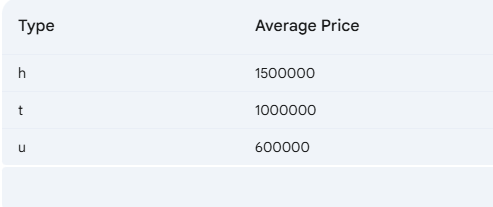 Type Average Price
h 1500000
t 1000000
u 600000